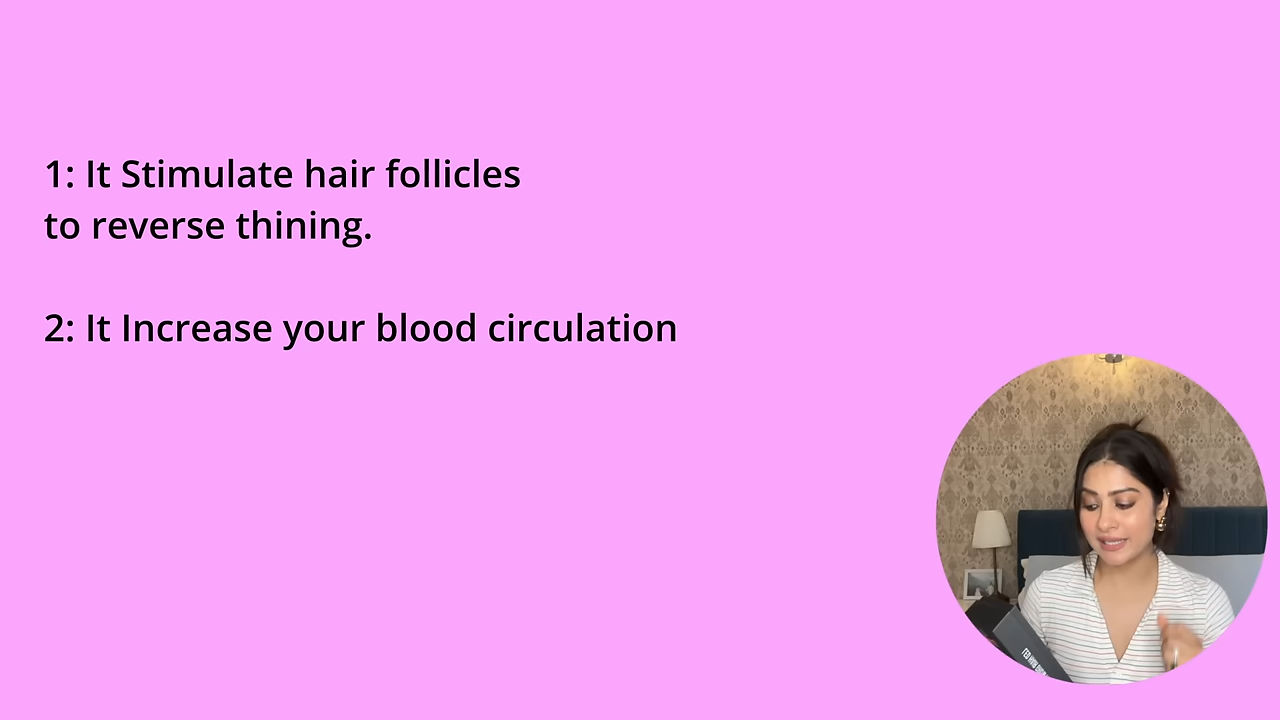 1: It Stimulate hair follicles
to reverse thining.
2: It Increase your blood circulation